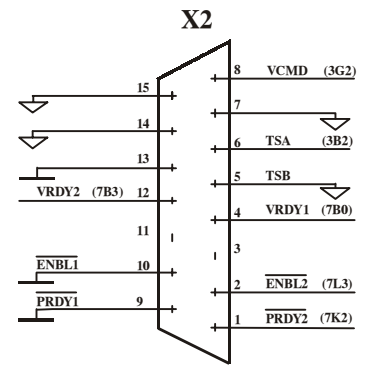 X2
8 VCMD (3G2)
15
7
14
6 TSA (3B2)
13
5 TSB
VRDY2 (7B3) 12
4 VRDY1 (7B0)
11
3
ENBL1 10
2 ENBL2 (7L3)
PRDY1 9
1 PRDY2 (7K2)